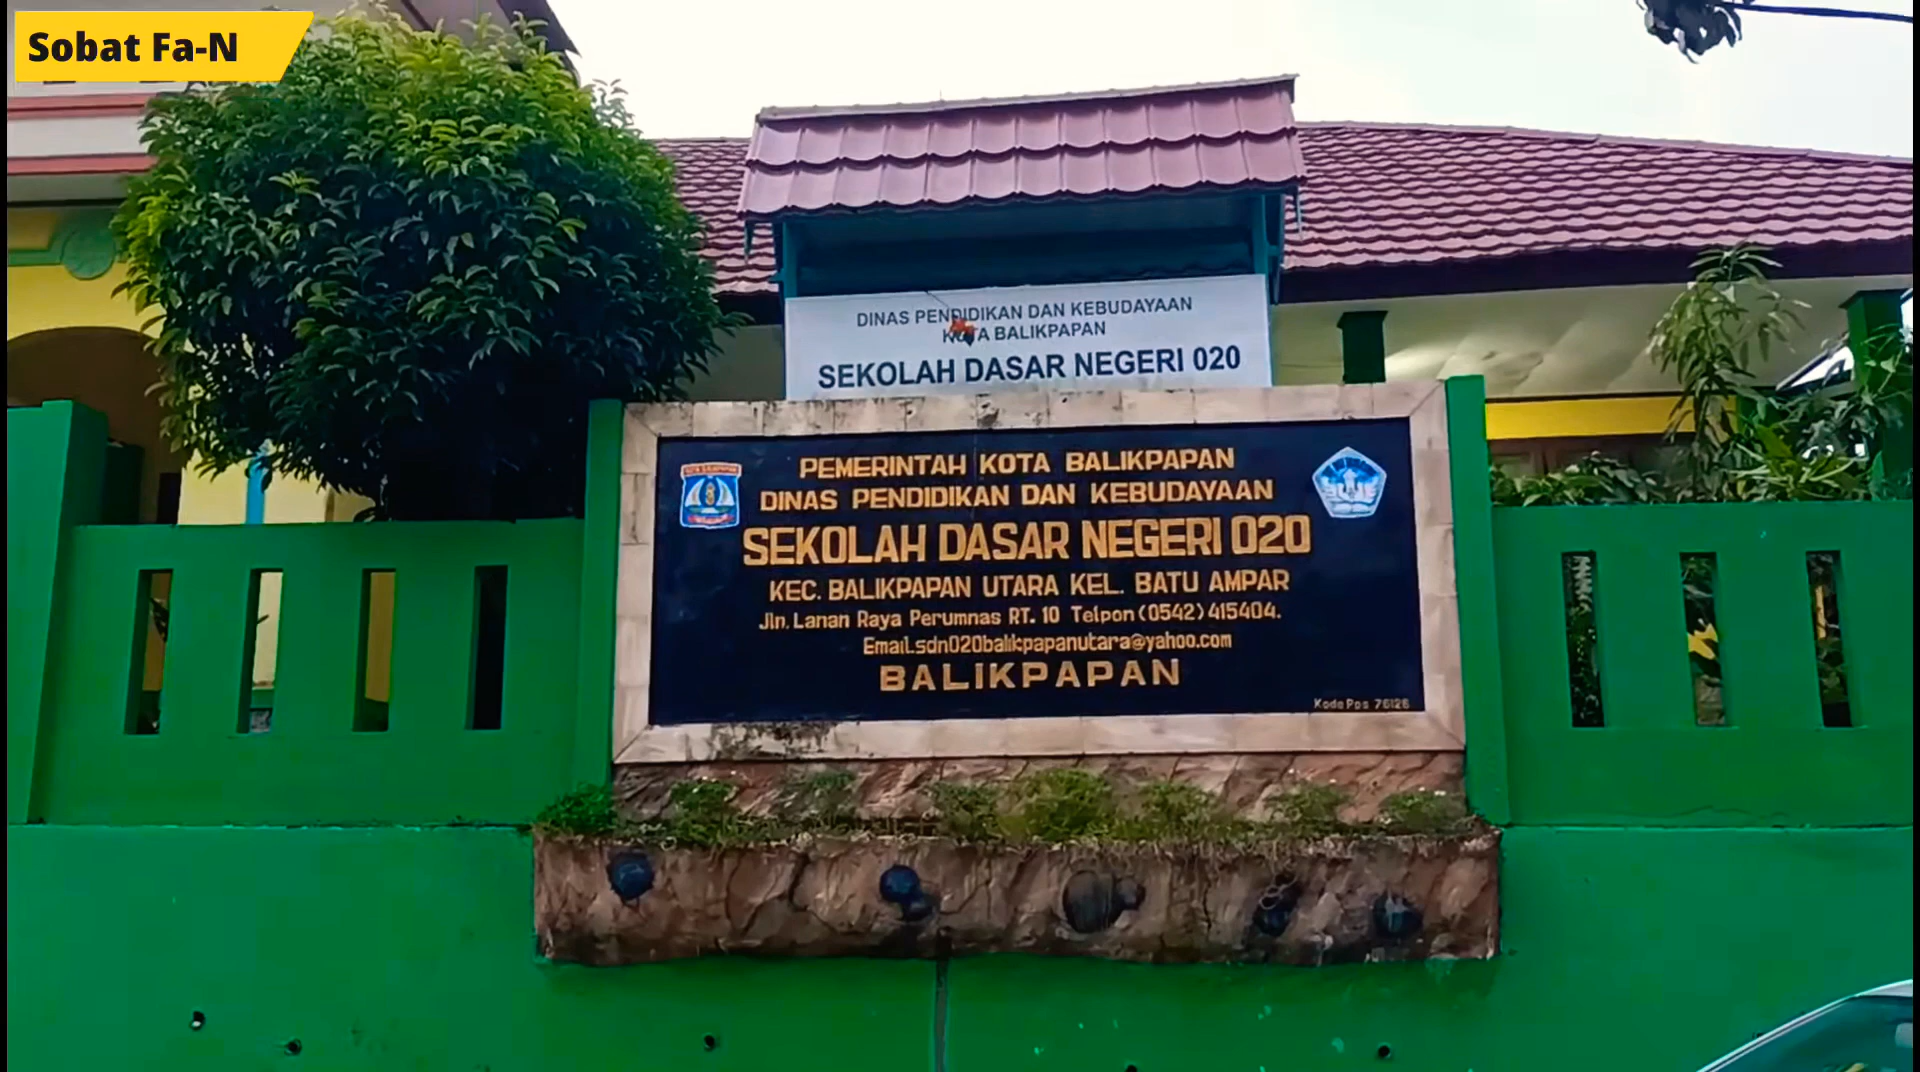 Sobat Fa-N
DINAS PENDIDIKAN DAN KEBUDAYAAN
KOTA BALIKPAPAN
SEKOLAH DASAR NEGERI 020
PEMERINTAH KOTA BALIKPAPAN
DINAS PENDIDIKAN DAN KEBUDAYAAN
SEKOLAH DASAR NEGERI 020
KEC. BALIKPAPAN UTARA KEL. BATU AMPAR
Jln. Lanan Raya Perumnas RT. 10 Telpon (0542) 415404.
Email.sdn020balikpapanutara@yahoo.com
BALIKPAPAN
Kode Pos 76126
KOTA BALIKPAPAN